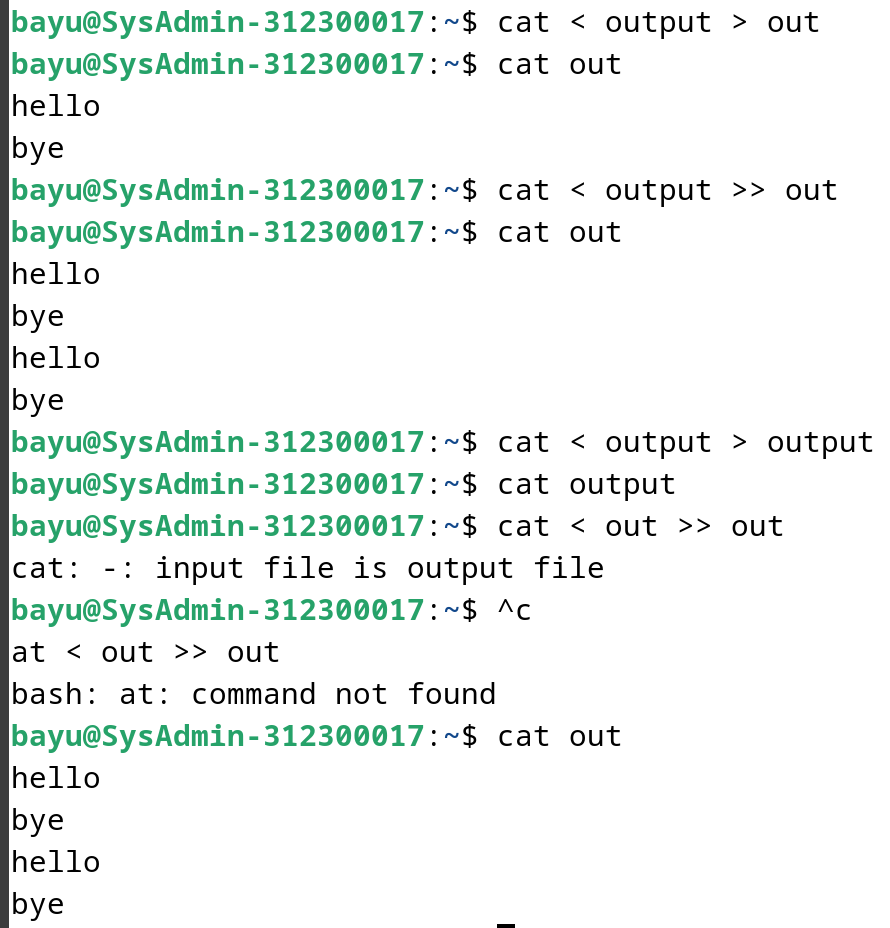 bayu@SysAdmin-312300017:~$ cat < output > out
bayu@SysAdmin-312300017:~$ cat out
hello
bye
bayu@SysAdmin-312300017:~$ cat < output >> out
bayu@SysAdmin-312300017:~$ cat out
hello
bye
hello
bye
bayu@SysAdmin-312300017:~$ cat < output > output
bayu@SysAdmin-312300017:~$ cat output
bayu@SysAdmin-312300017:~$ cat < out >> out
cat: -: input file is output file
bayu@SysAdmin-312300017:~$ ^c
at < out >> out
bash: at: command not found
bayu@SysAdmin-312300017:~$ cat out
hello
bye
hello
bye